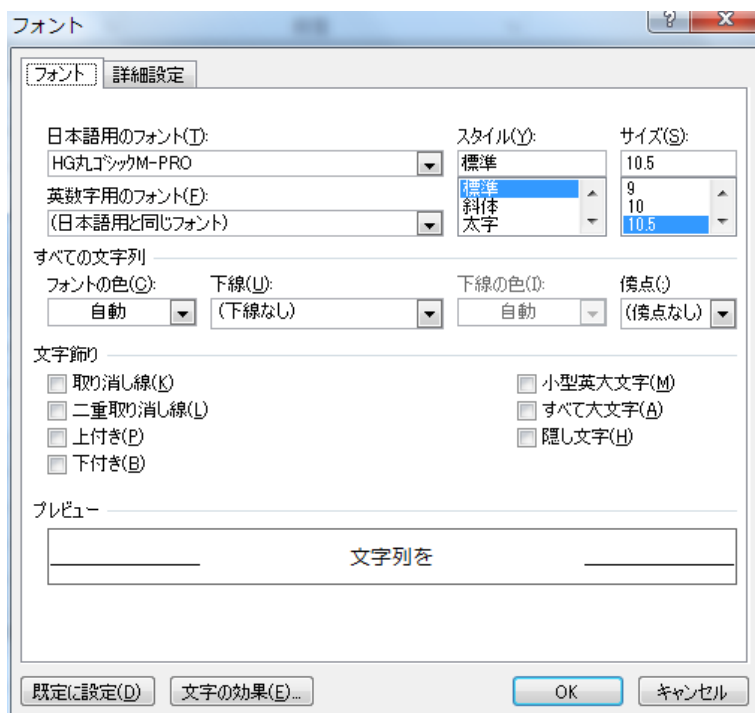 フォント
フォント 詳細設定
日本語用のフォント(T): スタイル(Y): サイズ(S):
HG丸ゴシックM-PRO 標準 10.5
英数字用のフォント(F): 標準 9
(日本語用と同じフォント) 斜体 10
太字 10.5
すべての文字列
フォントの色(C): 下線(U): 下線の色(I): 傍点(:)
自動 (下線なし) 自動 (傍点なし)
文字飾り
取り消し線(K) 小型英大文字(M)
二重取り消し線(L) すべて大文字(A)
上付き(P) 隠し文字(H)
下付き(B)
プレビュー
文字列を
既定に設定(D) 文字の効果(E)... OK キャンセル